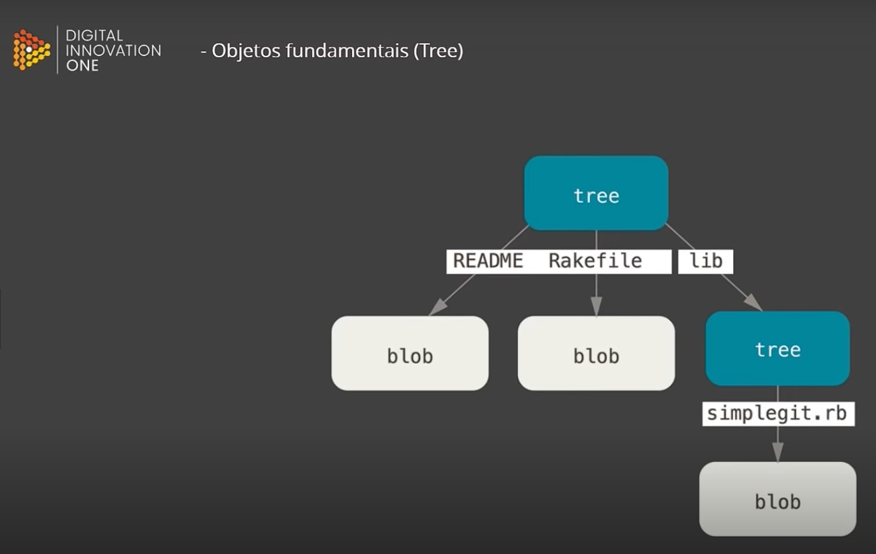 DIGITAL
INNOVATION
ONE
- Objetos fundamentais (Tree)
tree
README Rakefile lib
blob blob tree
simplegit.rb
blob